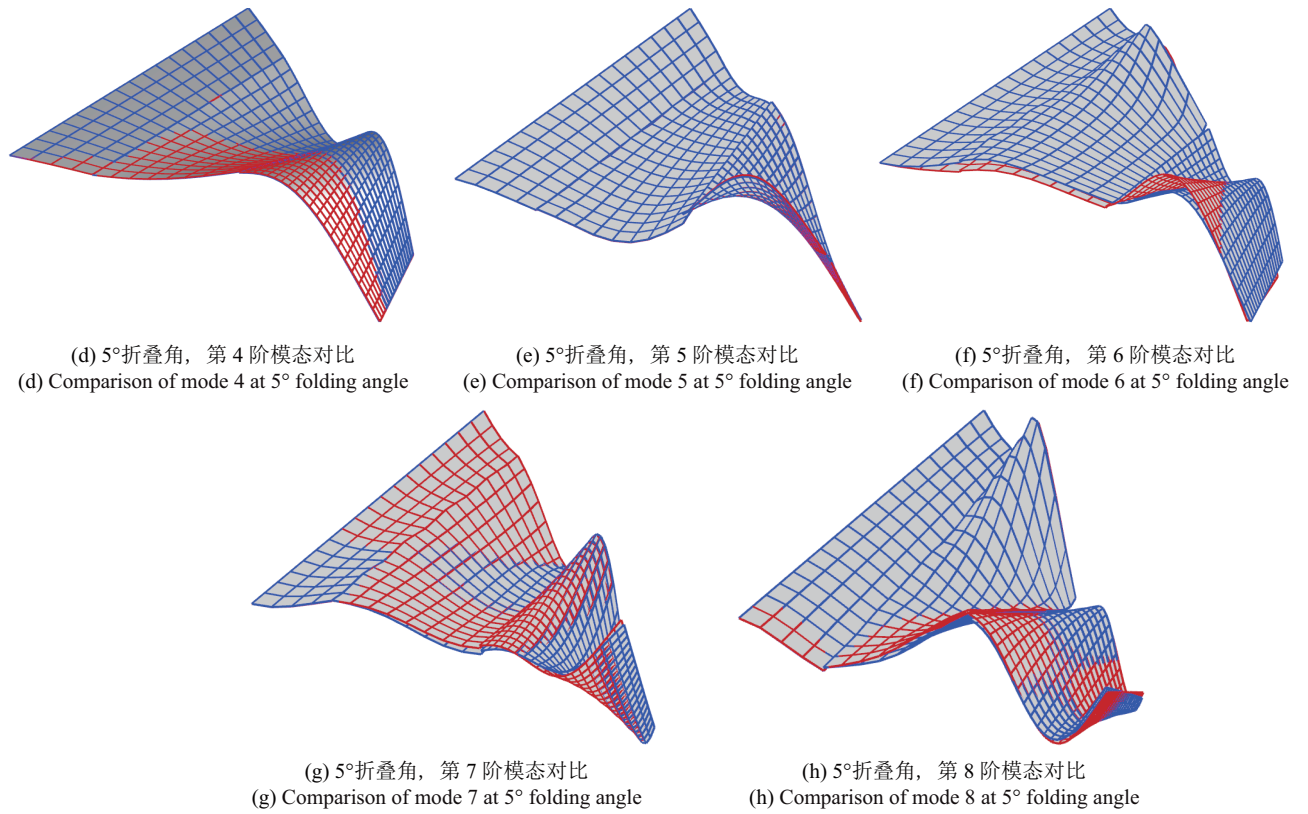 (d) 5°折叠角，第 4 阶模态对比
(d) Comparison of mode 4 at 5° folding angle
(e) 5°折叠角，第 5 阶模态对比
(e) Comparison of mode 5 at 5° folding angle
(f) 5°折叠角，第 6 阶模态对比
(f) Comparison of mode 6 at 5° folding angle
(g) 5°折叠角，第 7 阶模态对比
(g) Comparison of mode 7 at 5° folding angle
(h) 5°折叠角，第 8 阶模态对比
(h) Comparison of mode 8 at 5° folding angle